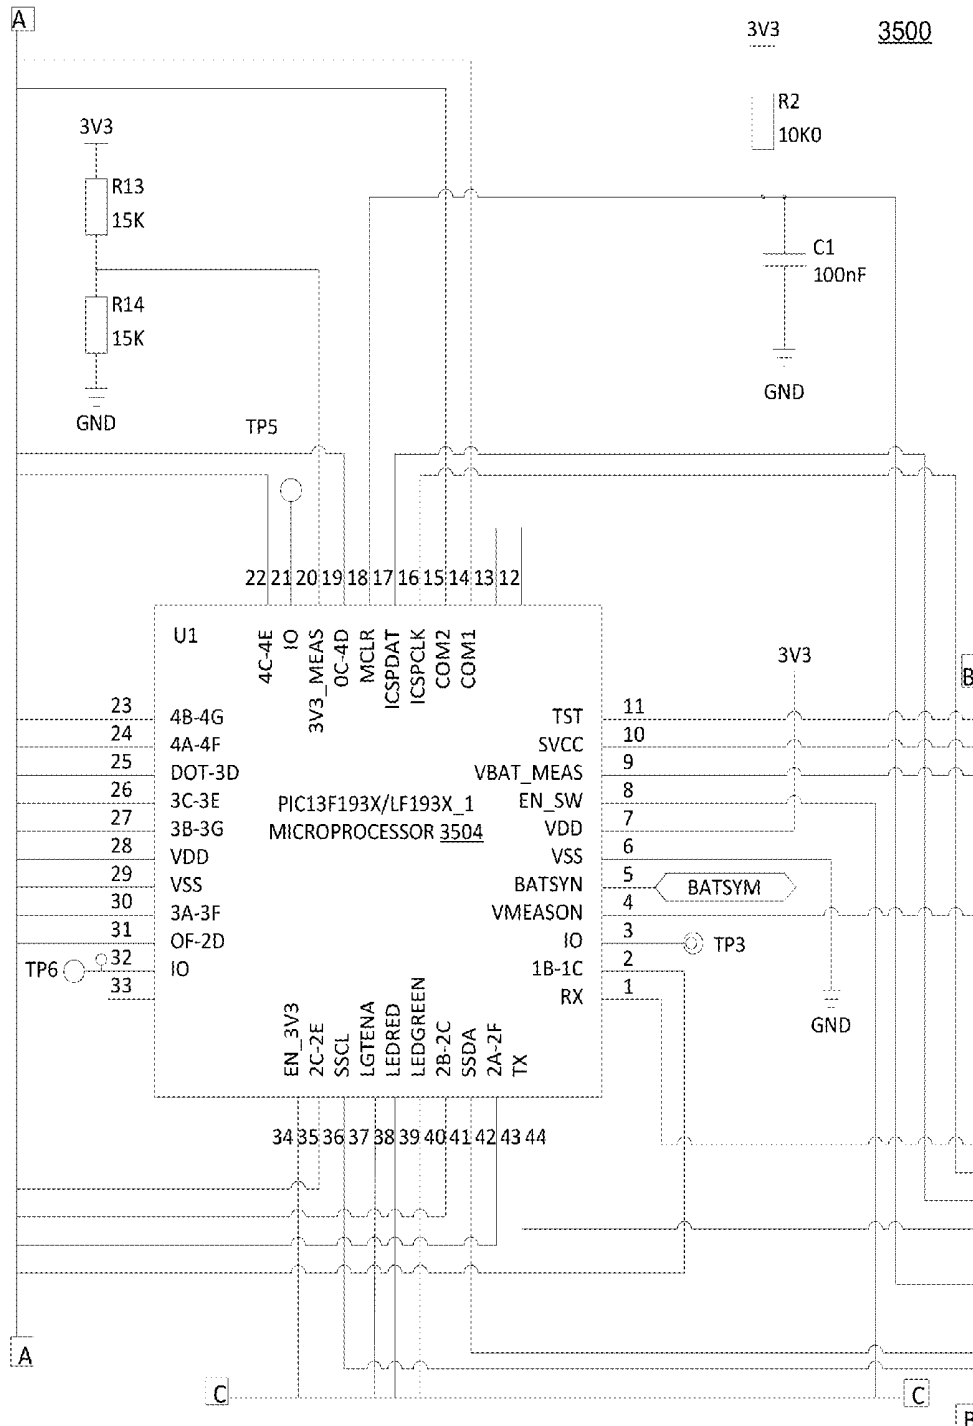 A
3V3
3500
R2
10K0
3V3
R13
15K
R14
15K
GND
C1
100nF
GND
TP5
22 21 20 19 18 17 16 15 14 13 12
U1
4C-4E
IO
3V3_MEAS
0C-4D
MCLR
ICSPDAT
ICSPCLK
COM2
COM1
3V3
B
23 4B-4G
24 4A-4F
25 DOT-3D
26 3C-3E
27 3B-3G
28 VDD
29 VSS
30 3A-3F
31 OF-2D
TP6 32 IO
33
PIC13F193X/LF193X_1
MICROPROCESSOR 3504
TST 11
SVCC 10
VBAT_MEAS 9
EN_SW 8
VDD 7
VSS 6
BATSYN 5 BATSYM
VMEASON 4
IO 3 TP3
1B-1C 2
RX 1
GND
EN_3V3
2C-2E
SSCL
LGTENA
LEDRED
LEDGREEN
2B-2C
SSDA
2A-2F
TX
34 35 36 37 38 39 40 41 42 43 44
A
C
C